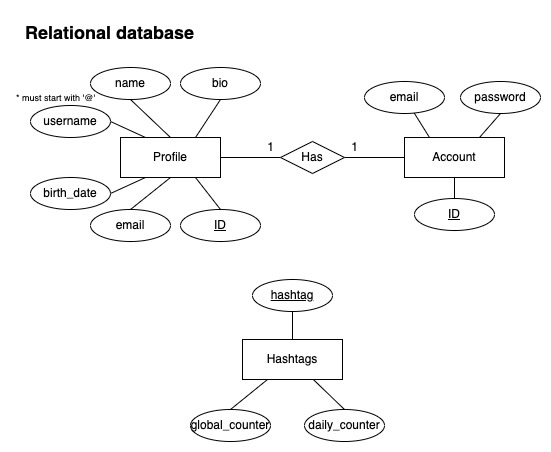 Relational database
name
bio
* must start with '@'
username
email
password
Profile
1
Has
1
Account
birth_date
email
ID
ID
hashtag
Hashtags
global_counter
daily_counter